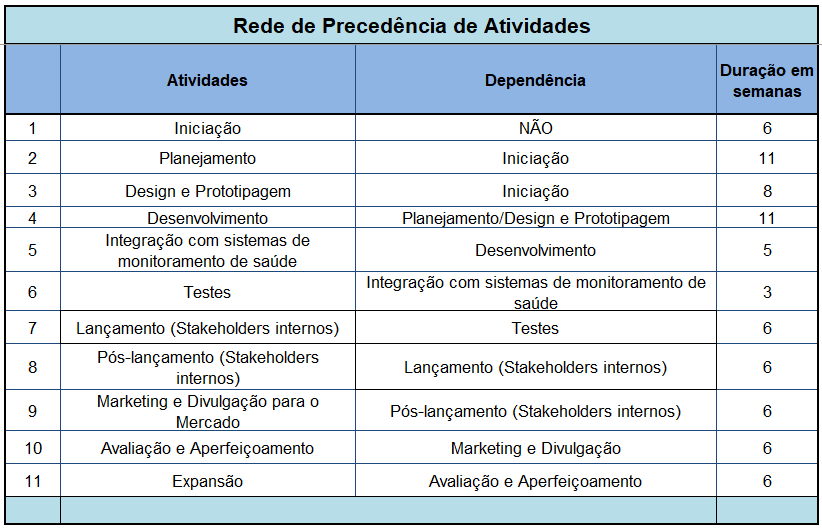 Rede de Precedência de Atividades
Atividades Dependência Duração em
semanas
1 Iniciação NÃO 6
2 Planejamento Iniciação 11
3 Design e Prototipagem Iniciação 8
4 Desenvolvimento Planejamento/Design e Prototipagem 11
5 Integração com sistemas de
monitoramento de saúde Desenvolvimento 5
6 Testes Integração com sistemas de monitoramento de
saúde 3
7 Lançamento (Stakeholders internos) Testes 6
8 Pós-lançamento (Stakeholders
internos) Lançamento (Stakeholders internos) 6
9 Marketing e Divulgação para o
Mercado Pós-lançamento (Stakeholders internos) 6
10 Avaliação e Aperfeiçoamento Marketing e Divulgação 6
11 Expansão Avaliação e Aperfeiçoamento 6